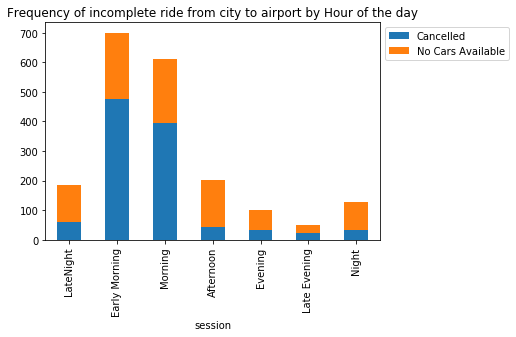 Frequency of incomplete ride from city to airport by Hour of the day
Cancelled
No Cars Available
700
600
500
400
300
200
100
0
LateNight
Early Morning
Morning
Afternoon
Evening
Late Evening
Night
session